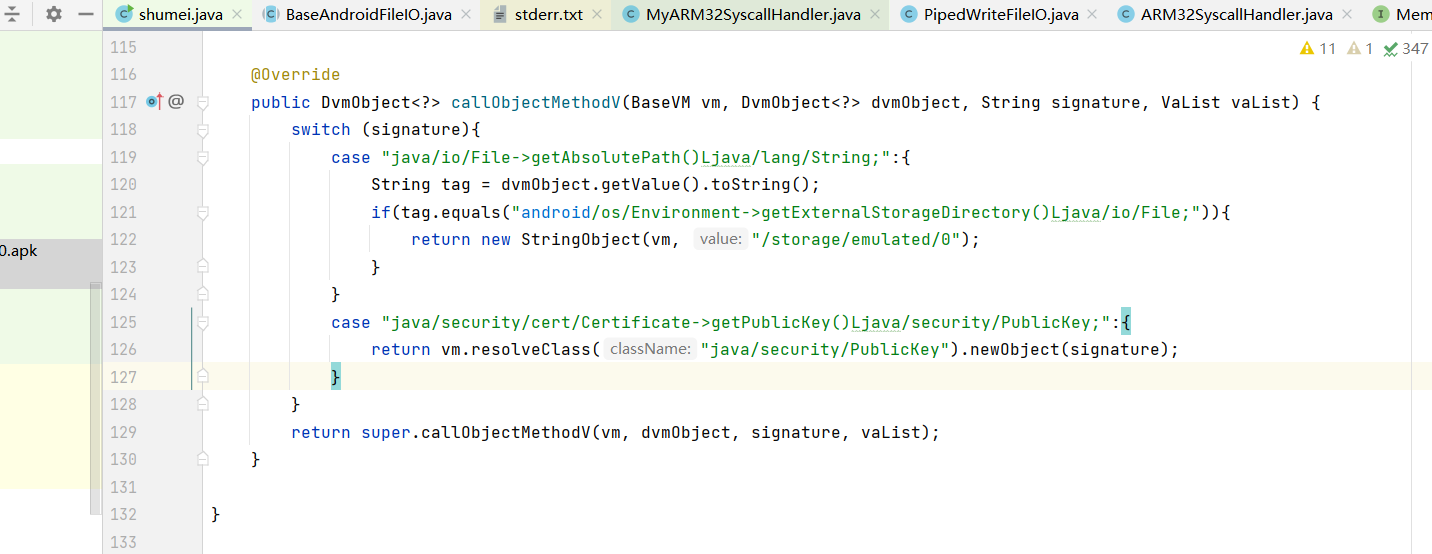 shumei.java BaseAndroidFileIO.java stderr.txt MyARM32SyscallHandler.java PipedWriteFileIO.java ARM32SyscallHandler.java Mem
115 11 1 347
116 @Override
117 @ public DvmObject<?> callObjectMethodV(BaseVM vm, DvmObject<?> dvmObject, String signature, VaList vaList) {
118 switch (signature){
119 case "java/io/File->getAbsolutePath()Ljava/lang/String;":{
120 String tag = dvmObject.getValue().toString();
121 if(tag.equals("android/os/Environment->getExternalStorageDirectory()Ljava/io/File;")){
0.apk 122 return new StringObject(vm, value: "/storage/emulated/0");
123 }
124 }
125 case "java/security/cert/Certificate->getPublicKey()Ljava/security/PublicKey;":{
126 return vm.resolveClass( className: "java/security/PublicKey").newObject(signature);
127 }
128 }
129 return super.callObjectMethodV(vm, dvmObject, signature, vaList);
130 }
131
132 }
133